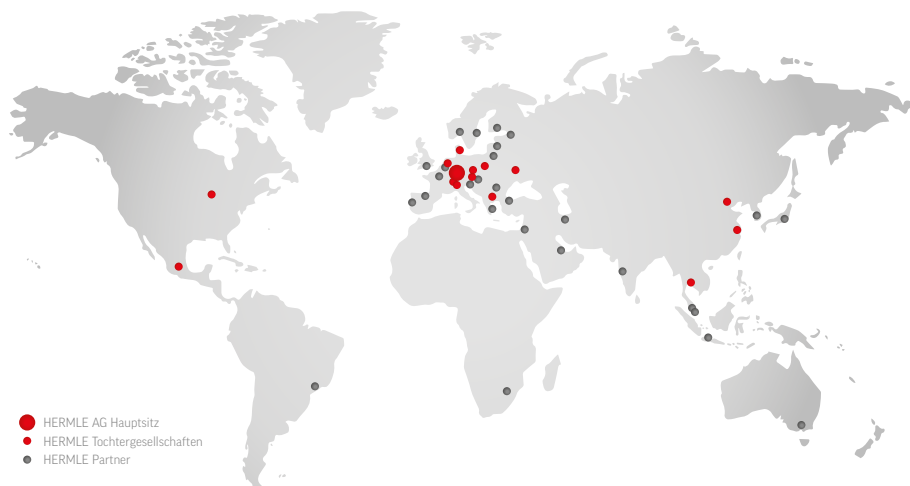 HERMLE AG Hauptsitz
HERMLE Tochtergesellschaften
HERMLE Partner